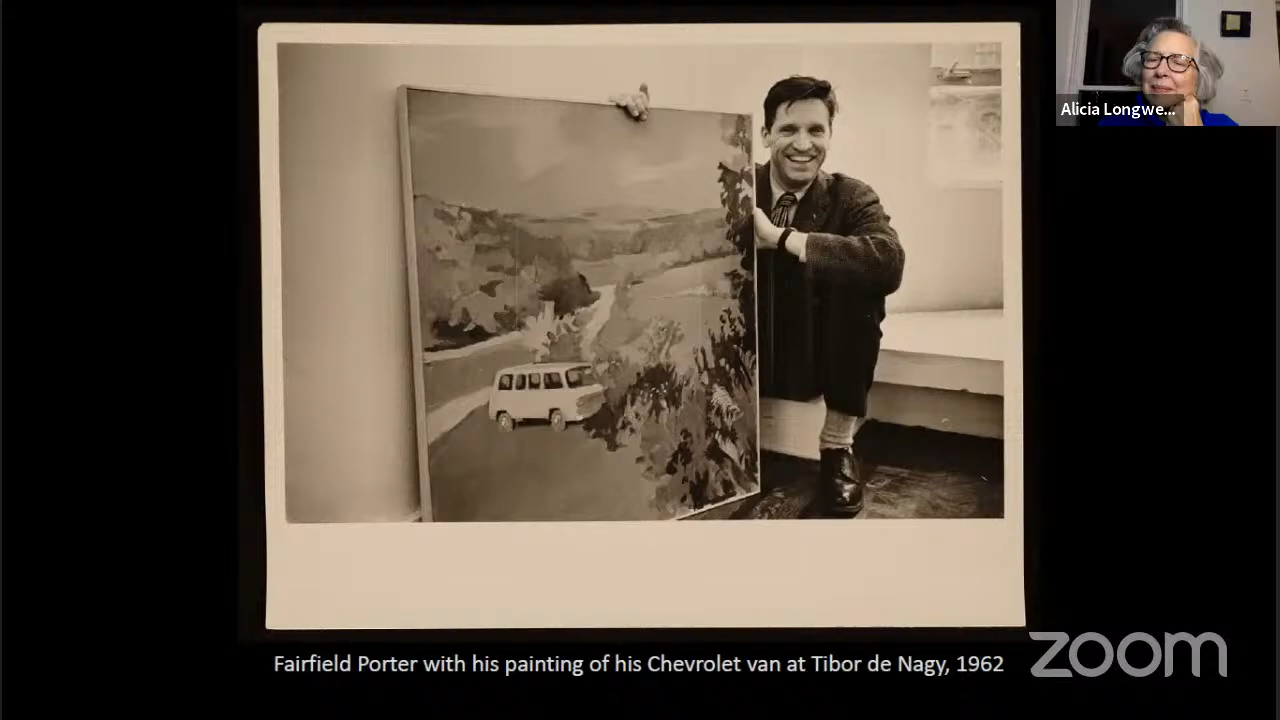 Alicia Longwe...
Fairfield Porter with his painting of his Chevrolet van at Tibor de Nagy, 1962
zoom